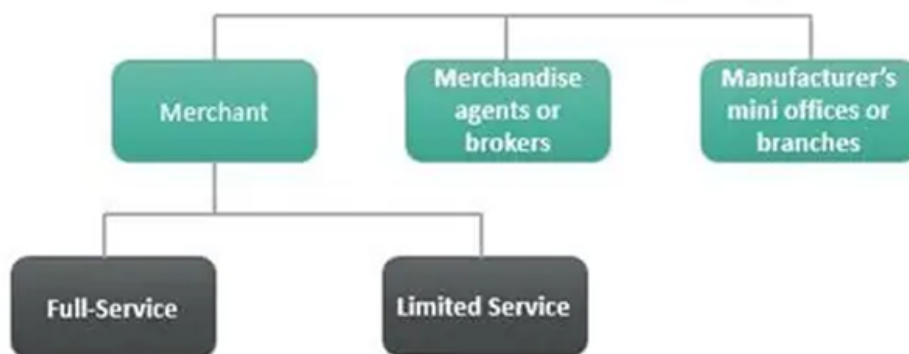 Merchant
Merchandise
agents or
brokers
Manufacturer's
mini offices or
branches
Full-Service
Limited Service